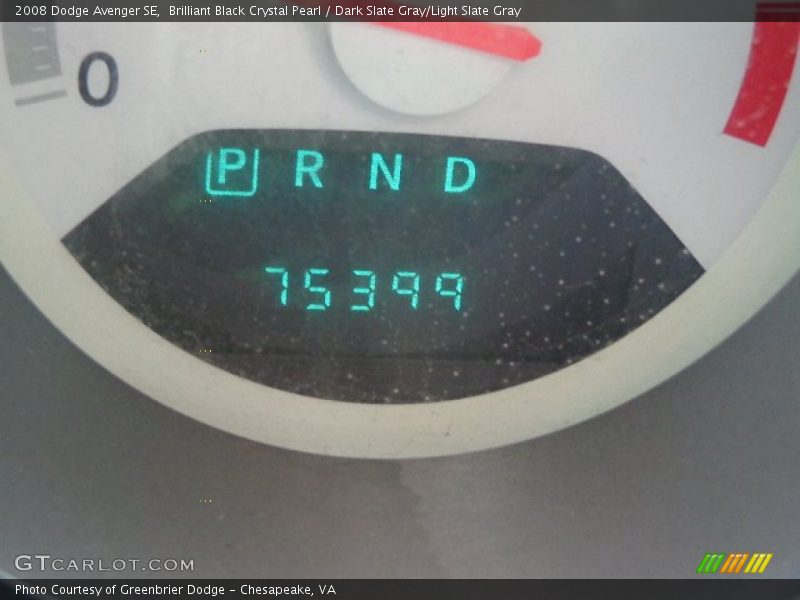 2008 Dodge Avenger SE,  Brilliant Black Crystal Pearl / Dark Slate Gray/Light Slate Gray
0
P R N D
75399
GTCARLOT.COM
Photo Courtesy of Greenbrier Dodge - Chesapeake, VA